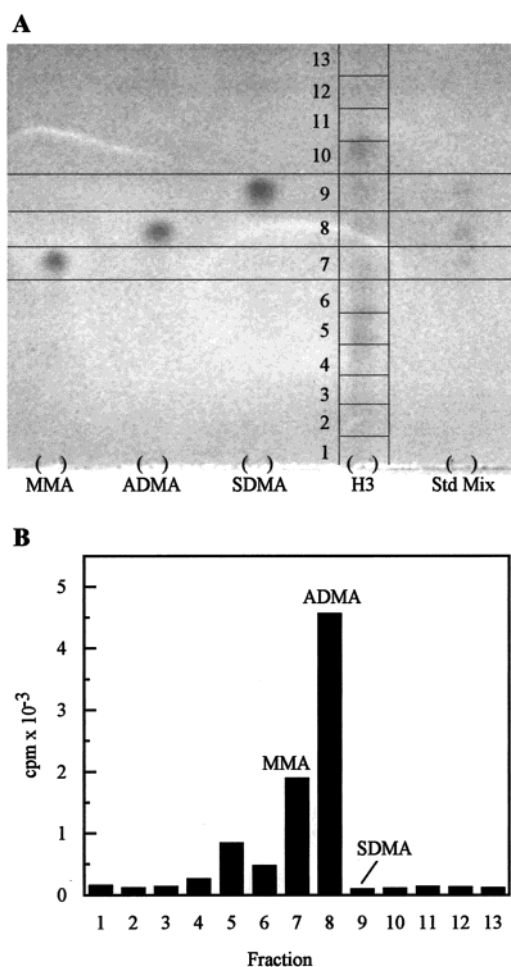 A
13
12
11
10
9
8
7
6
5
4
3
2
1
( ) ( ) ( ) ( ) ( )
MMA ADMA SDMA H3 Std Mix
B
5
4
3
2
1
0
cpm x 10-3
ADMA
MMA
SDMA
1 2 3 4 5 6 7 8 9 10 11 12 13
Fraction